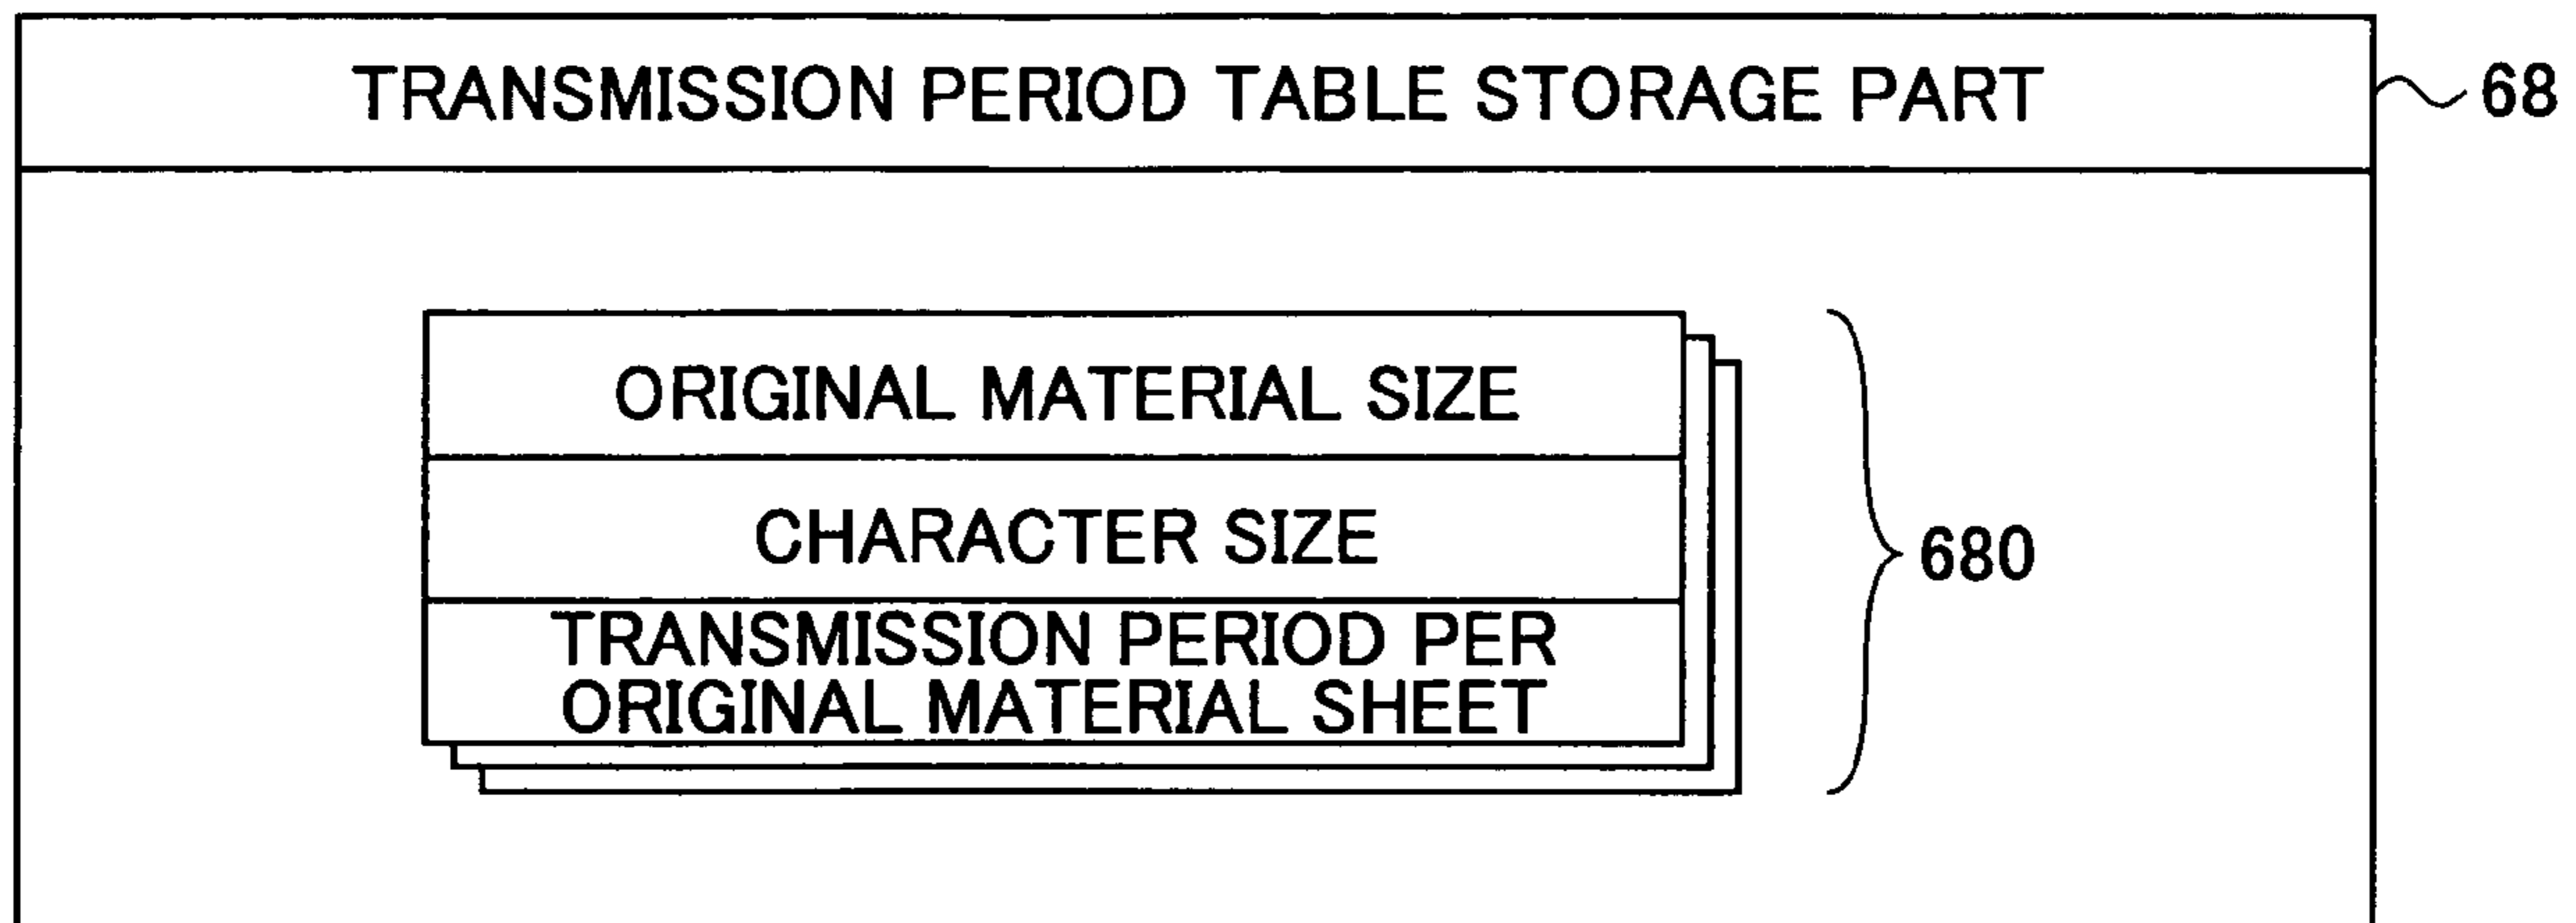 TRANSMISSION PERIOD TABLE STORAGE PART
68
ORIGINAL MATERIAL SIZE
CHARACTER SIZE
680
TRANSMISSION PERIOD PER
ORIGINAL MATERIAL SHEET